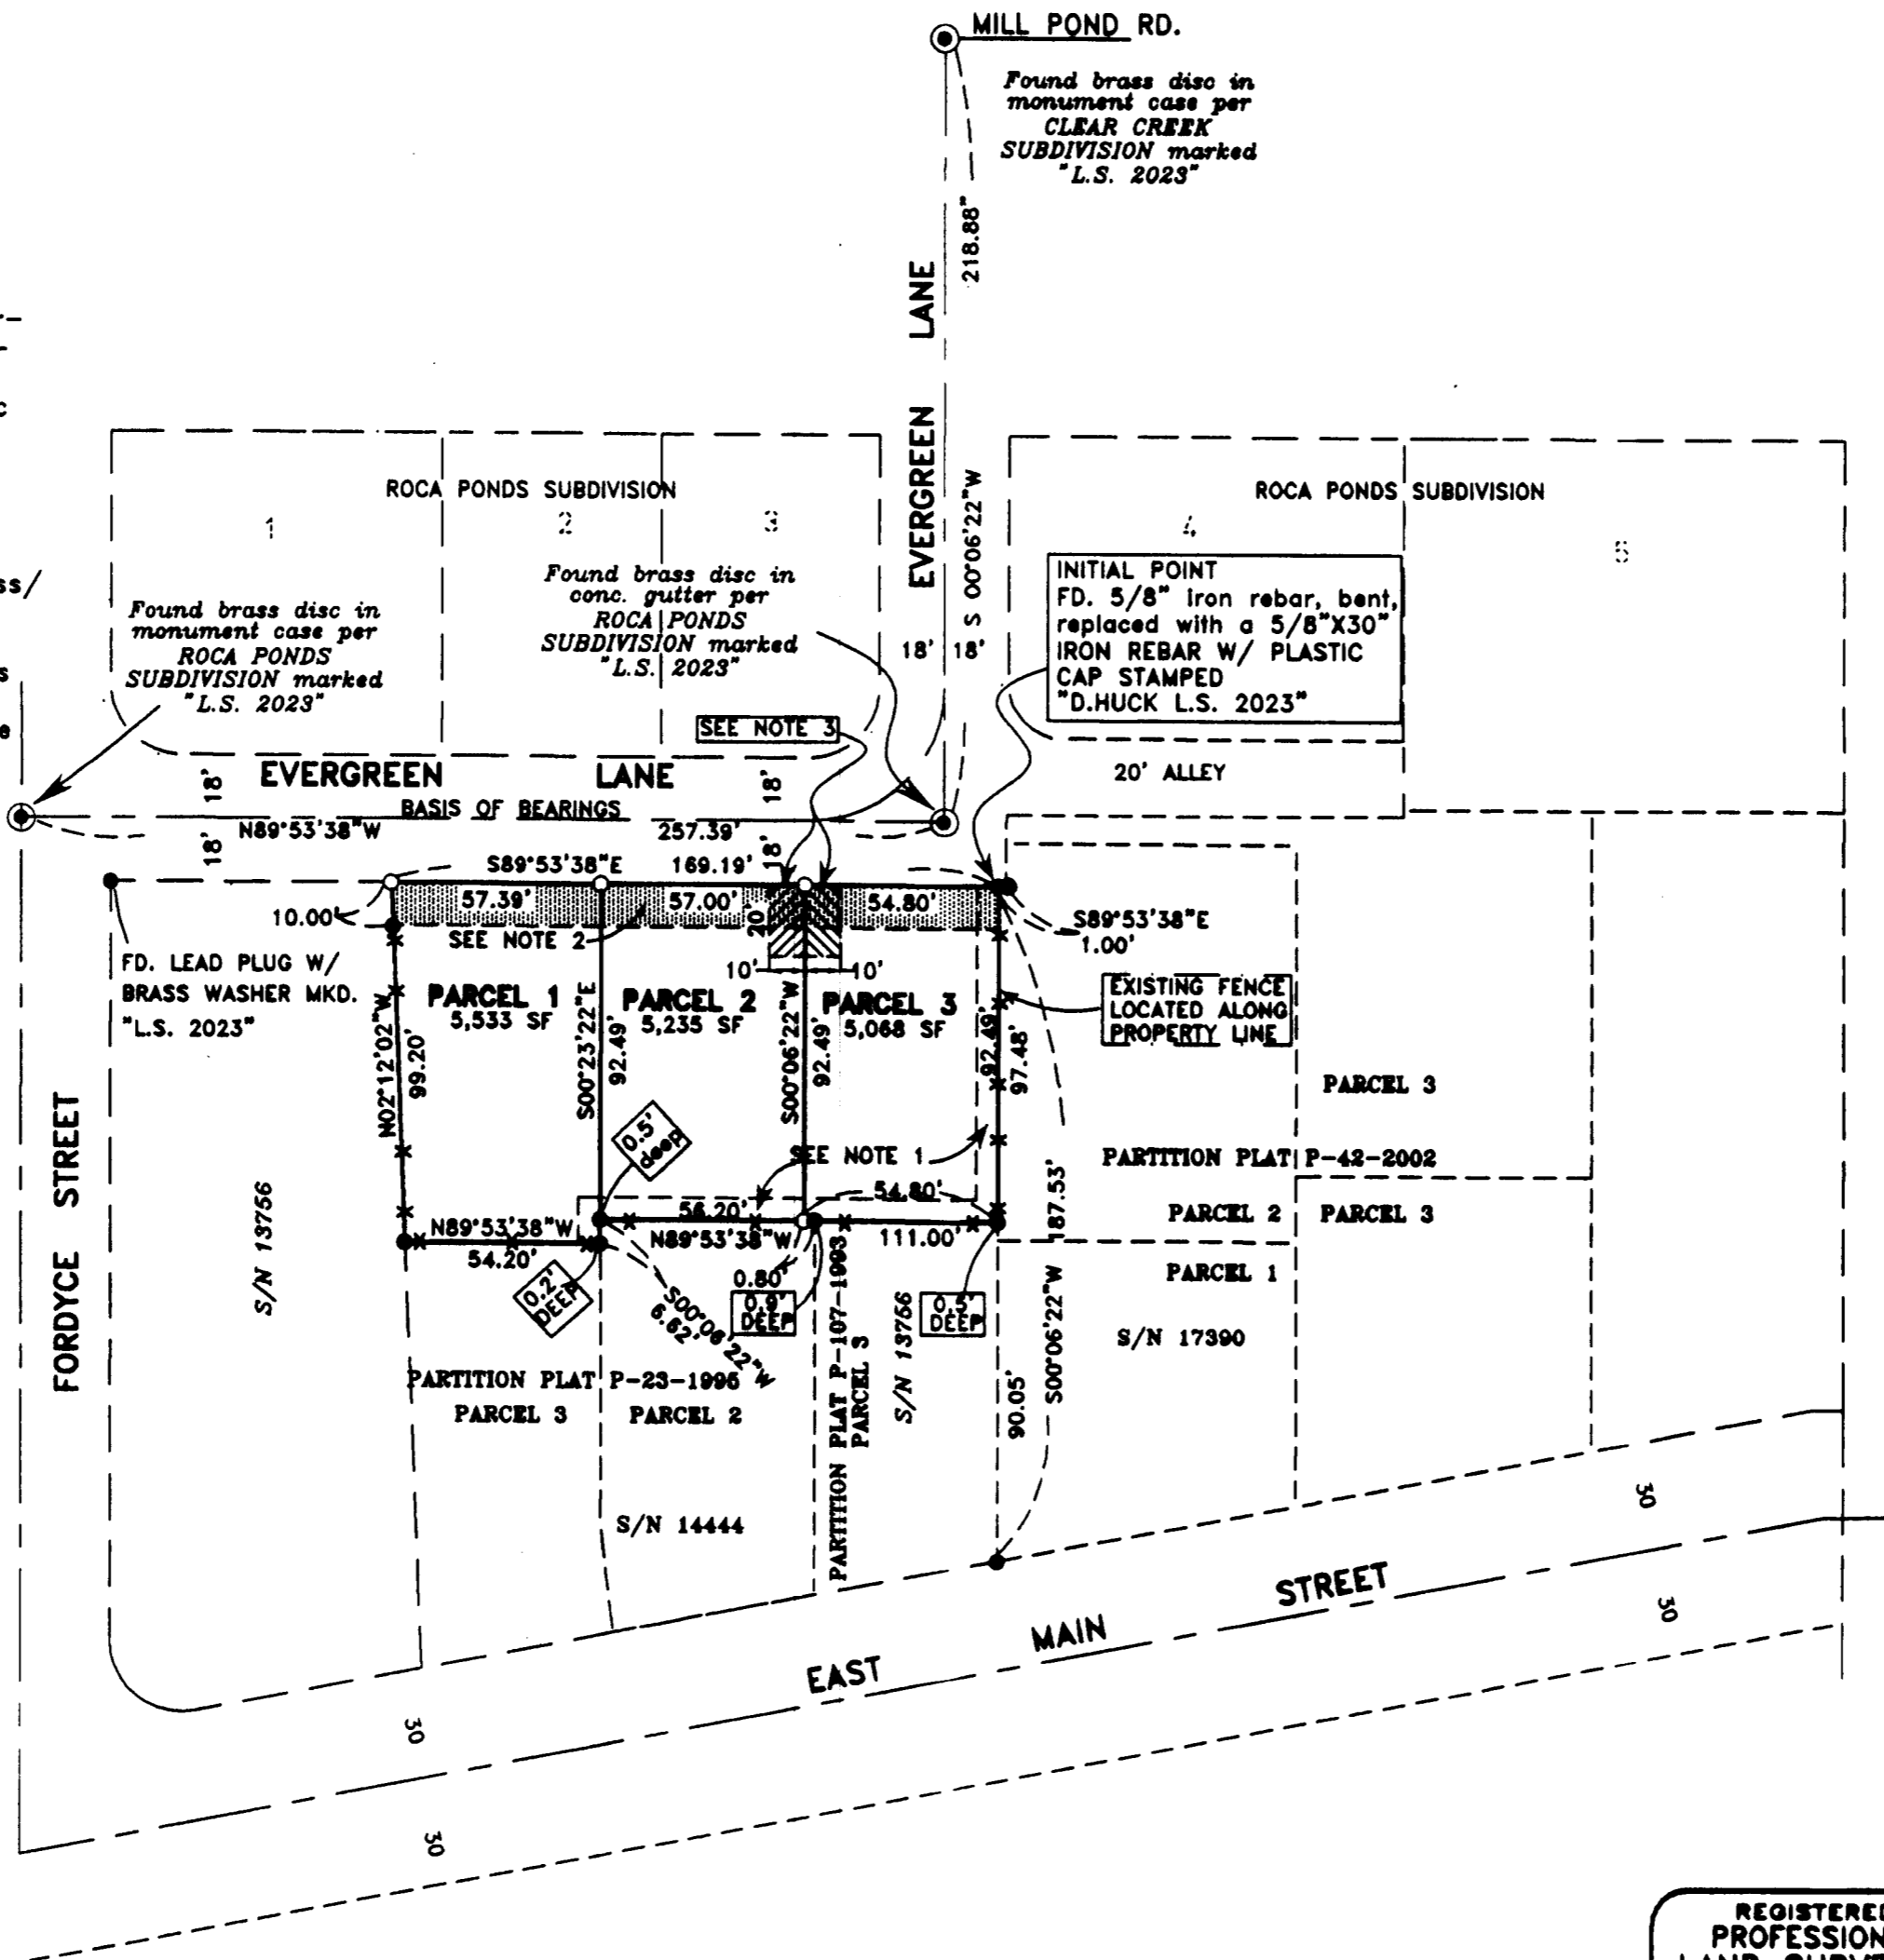 MILL POND RD.
Found brass disc in
monument case per
CLEAR CREEK
SUBDIVISION marked
"L.S. 2023"
218.88"
EVERGREEN LANE
S 00°06'22"W
18' 18'
ROCA PONDS SUBDIVISION
1
2
3
ROCA PONDS SUBDIVISION
4
5
Found brass disc in
monument case per
ROCA PONDS
SUBDIVISION marked
"L.S. 2023"
Found brass disc in
conc. gutter per
ROCA PONDS
SUBDIVISION marked
"L.S. 2023"
INITIAL POINT
FD. 5/8" iron rebar, bent,
replaced with a 5/8"X30"
IRON REBAR W/ PLASTIC
CAP STAMPED
"D.HUCK L.S. 2023"
SEE NOTE 3
20' ALLEY
EVERGREEN LANE
18'
18'
18'
18'
BASIS OF BEARINGS
N89°53'38"W 257.39'
S89°53'38"E 169.19'
57.39' 57.00' 54.80'
10.00'
SEE NOTE 2
20'
10' 10'
S89°53'38"E
1.00'
FD. LEAD PLUG W/
BRASS WASHER MKD.
"L.S. 2023"
EXISTING FENCE
LOCATED ALONG
PROPERTY LINE
PARCEL 1
5,533 SF
PARCEL 2
5,235 SF
PARCEL 3
5,068 SF
N02°12'02"W
99.20'
S00°23'22"E
92.49'
S00°06'22"W
92.49'
92.49'
97.48'
187.53'
S00°06'22"W
90.05'
0.5'
deep
SEE NOTE 1
54.80'
56.20'
N89°53'38"W
111.00'
N89°53'38"W
54.20'
0.2'
DEEP
S00°06'22"W
6.62'
0.80'
0.9'
DEEP
0.5'
DEEP
PARCEL 3
PARTITION PLAT P-42-2002
PARCEL 2
PARCEL 3
PARCEL 1
S/N 17390
FORDYCE STREET
S/N 13756
PARTITION PLAT P-23-1995
PARCEL 3
PARCEL 2
S/N 14444
PARTITION PLAT P-107-1993
PARCEL 3
S/N 13756
EAST MAIN STREET
30
30
30
30
REGISTERED
PROFESSION